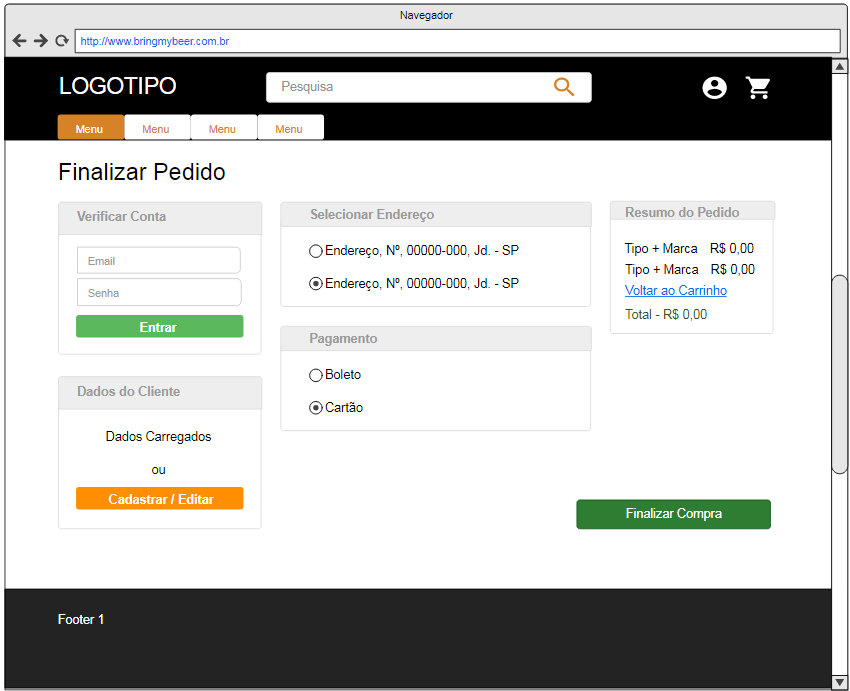 Navegador
http://www.bringmybeer.com.br
LOGOTIPO
Pesquisa
Menu
Menu
Menu
Menu
Finalizar Pedido
Verificar Conta
Email
Senha
Entrar
Dados do Cliente
Dados Carregados
ou
Cadastrar / Editar
Selecionar Endereço
Endereço, Nº, 00000-000, Jd. - SP
Endereço, Nº, 00000-000, Jd. - SP
Pagamento
Boleto
Cartão
Resumo do Pedido
Tipo + Marca R$ 0,00
Tipo + Marca R$ 0,00
Voltar ao Carrinho
Total - R$ 0,00
Finalizar Compra
Footer 1